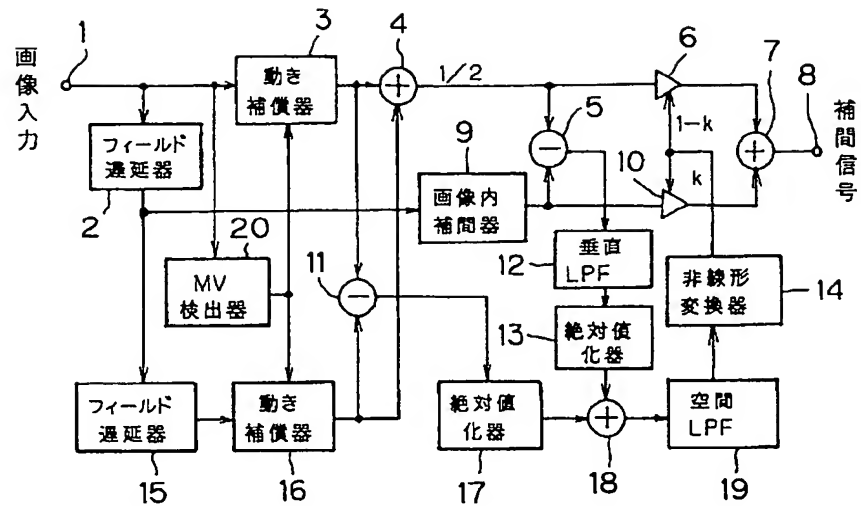 1
画像入力
フィールド
遅延器
2
3
動き
補償器
4
1/2
5
6
1-k
7
8
補間信号
9
画像内
補間器
10
k
20
MV
検出器
11
12
垂直
LPF
13
絶対値
化器
非線形
変換器
14
フィールド
遅延器
15
動き
補償器
16
絶対値
化器
17
18
空間
LPF
19